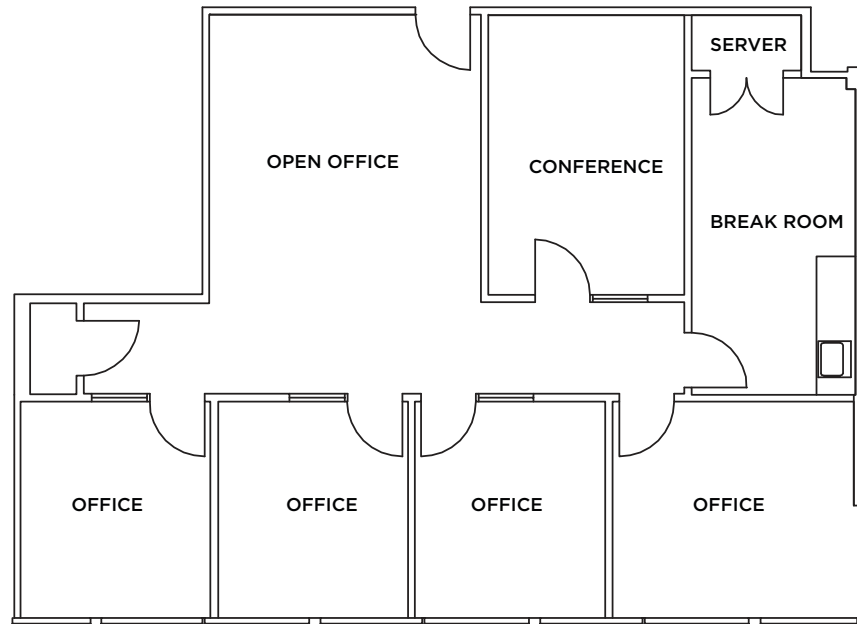 SERVER
OPEN OFFICE
CONFERENCE
BREAK ROOM
OFFICE
OFFICE
OFFICE
OFFICE